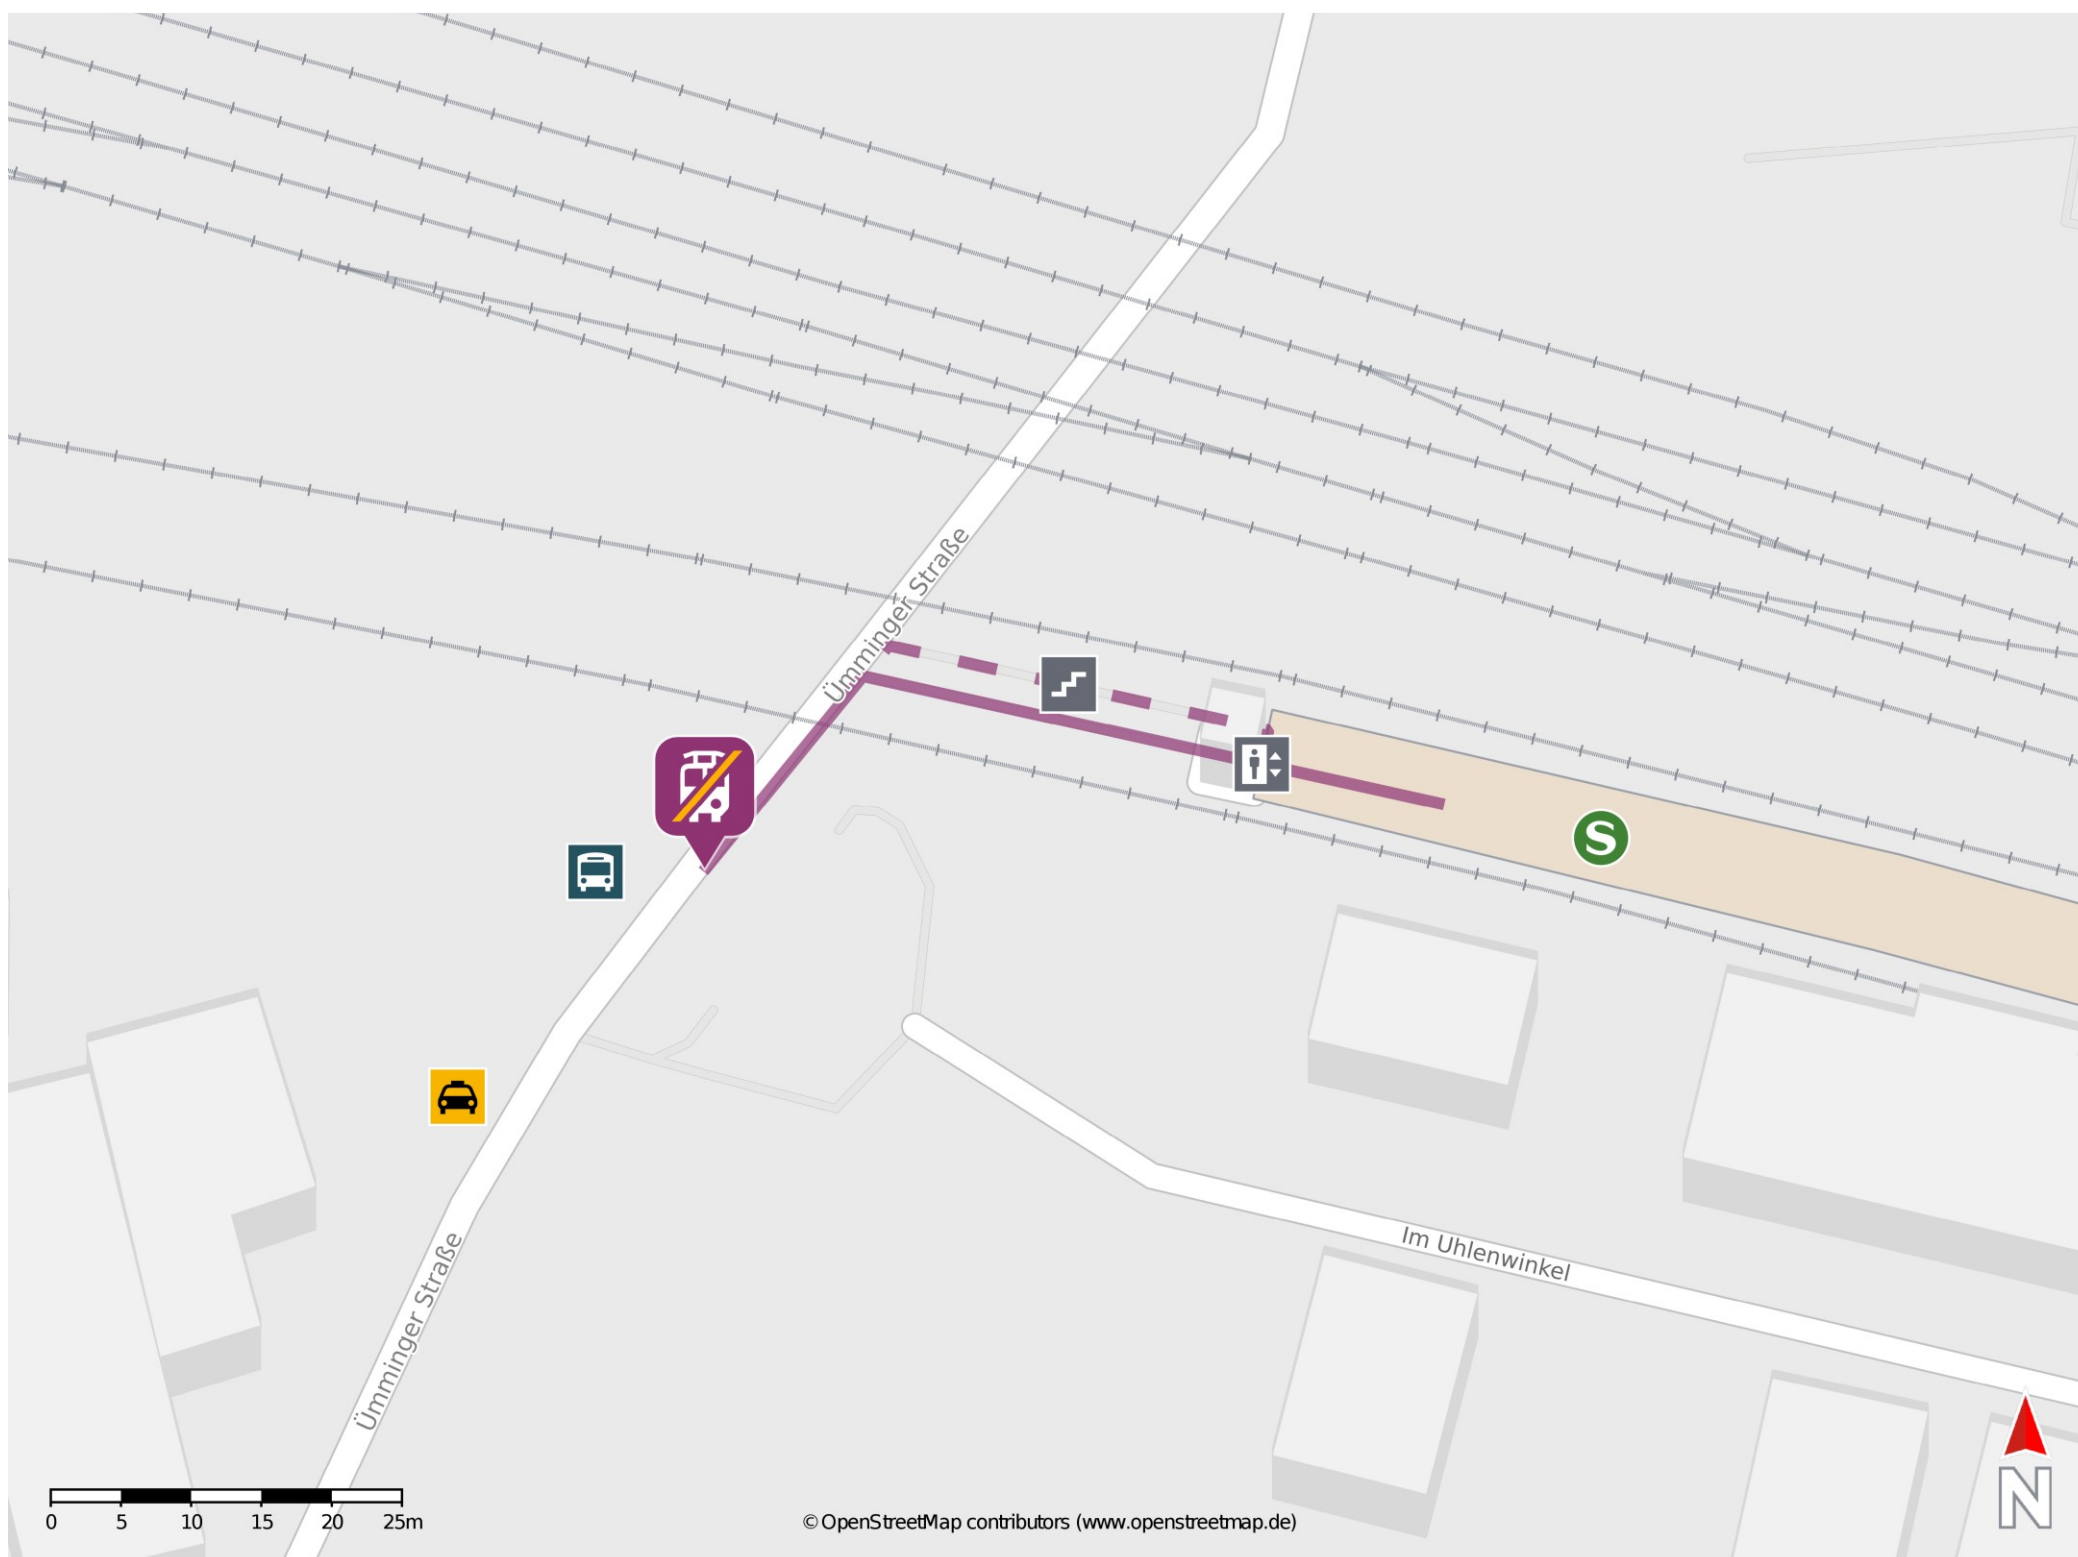 Ümminger Straße
S
Im Uhlenwinkel
Ümminger Straße
N
0 5 10 15 20 25m
© OpenStreetMap contributors (www.openstreetmap.de)